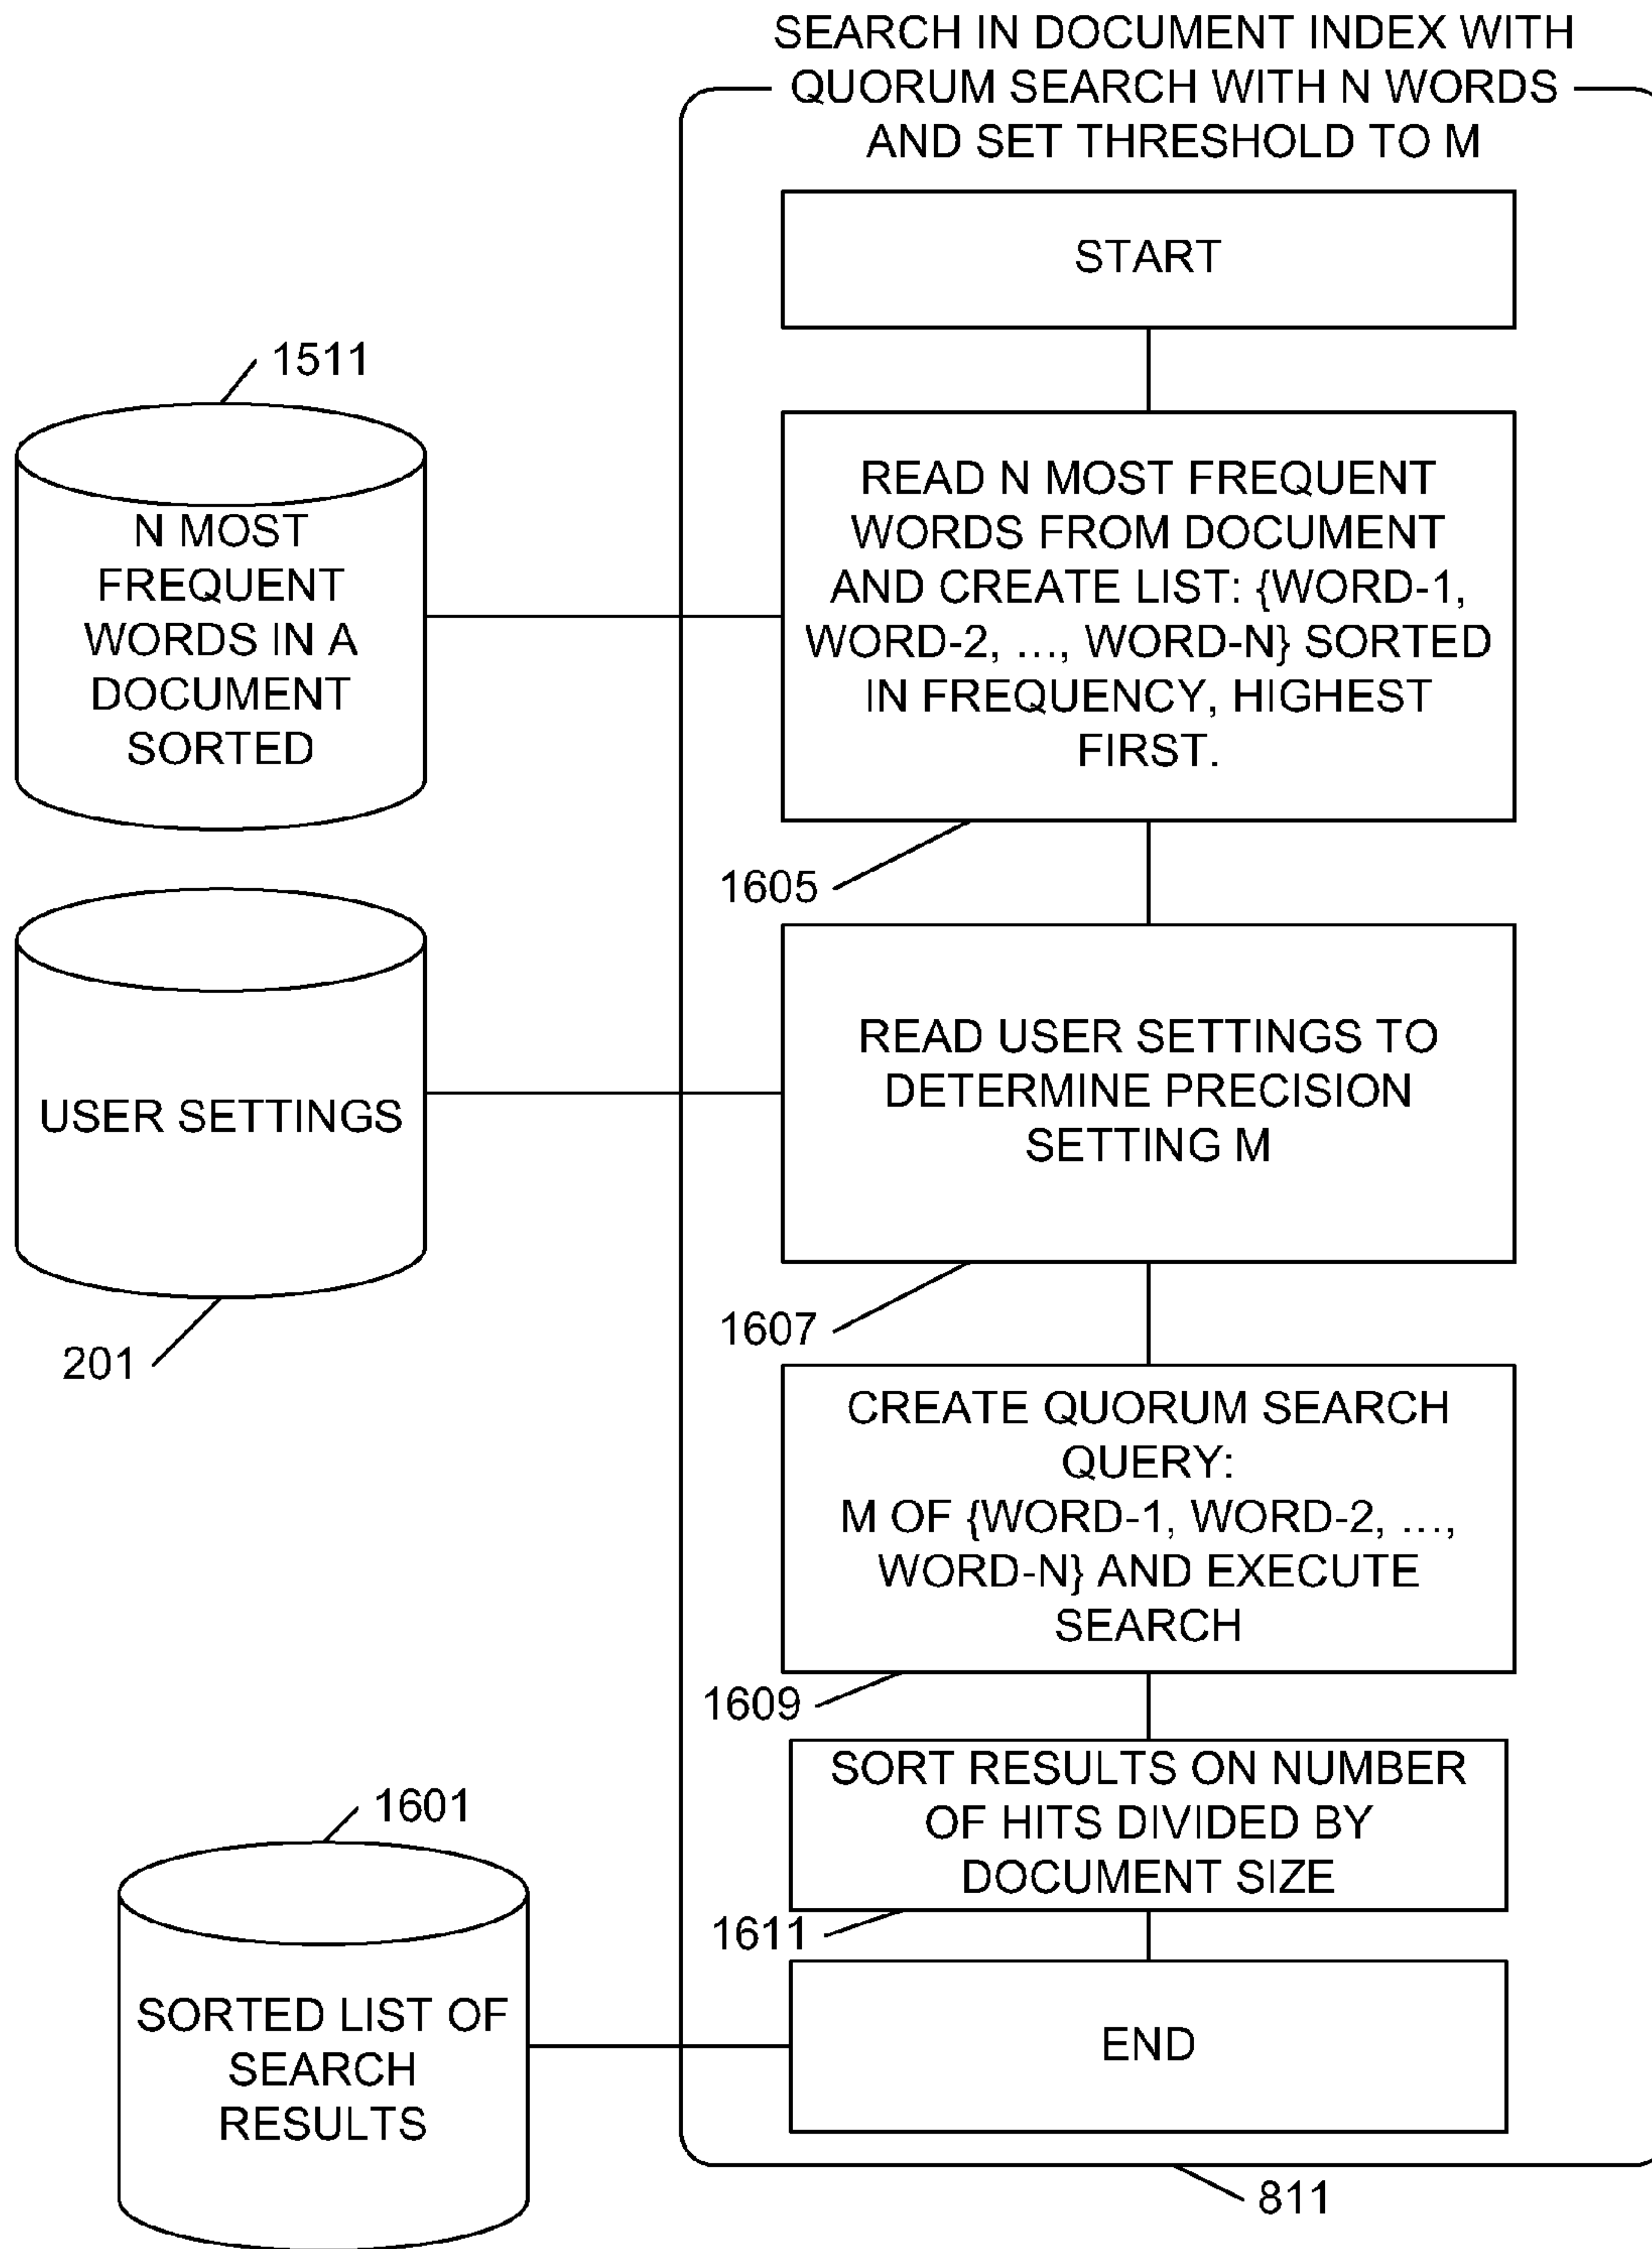 SEARCH IN DOCUMENT INDEX WITH
QUORUM SEARCH WITH N WORDS
AND SET THRESHOLD TO M
START
1511
N MOST
FREQUENT
WORDS IN A
DOCUMENT
SORTED
READ N MOST FREQUENT
WORDS FROM DOCUMENT
AND CREATE LIST: {WORD-1,
WORD-2, ..., WORD-N} SORTED
IN FREQUENCY, HIGHEST
FIRST.
1605
USER SETTINGS
201
READ USER SETTINGS TO
DETERMINE PRECISION
SETTING M
1607
CREATE QUORUM SEARCH
QUERY:
M OF {WORD-1, WORD-2, ...,
WORD-N} AND EXECUTE
SEARCH
1609
SORT RESULTS ON NUMBER
OF HITS DIVIDED BY
DOCUMENT SIZE
1611
1601
SORTED LIST OF
SEARCH
RESULTS
END
811